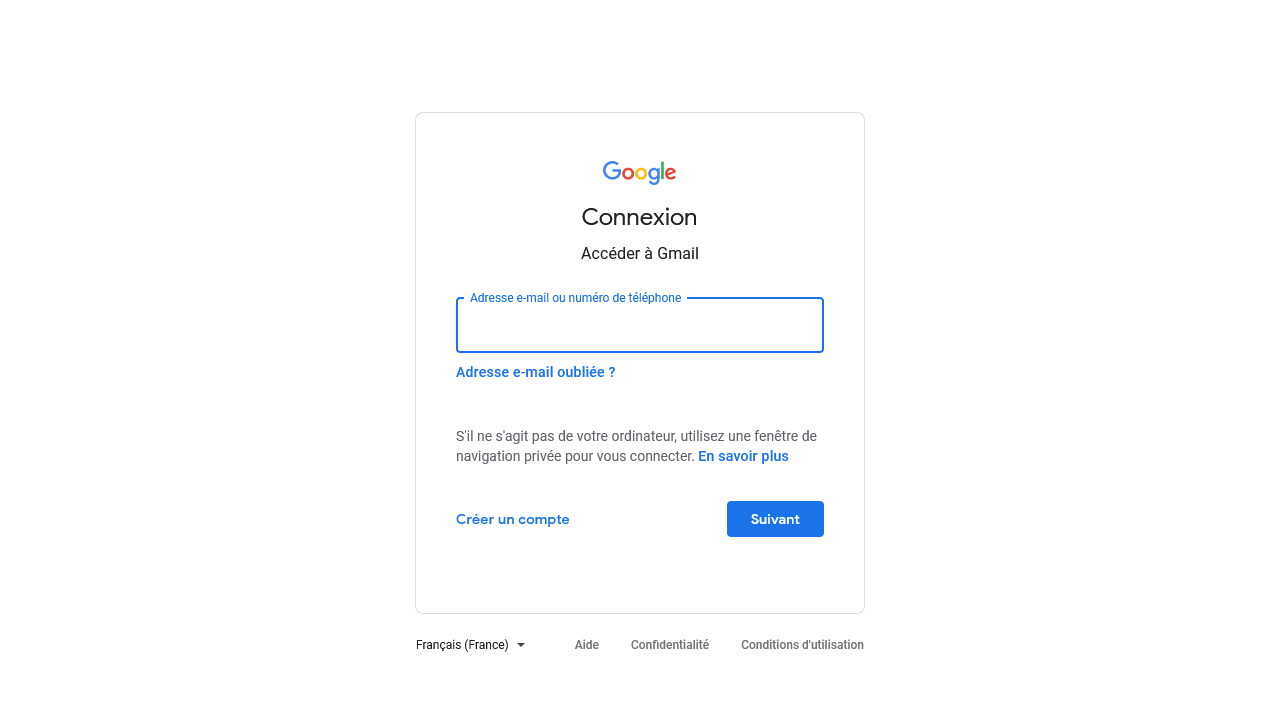 Google
Connexion
Accéder à Gmail
Adresse e-mail ou numéro de téléphone
Adresse e-mail oubliée ?
S'il ne s'agit pas de votre ordinateur, utilisez une fenêtre de
navigation privée pour vous connecter. En savoir plus
Créer un compte
Suivant
Français (France)
Aide
Confidentialité
Conditions d'utilisation